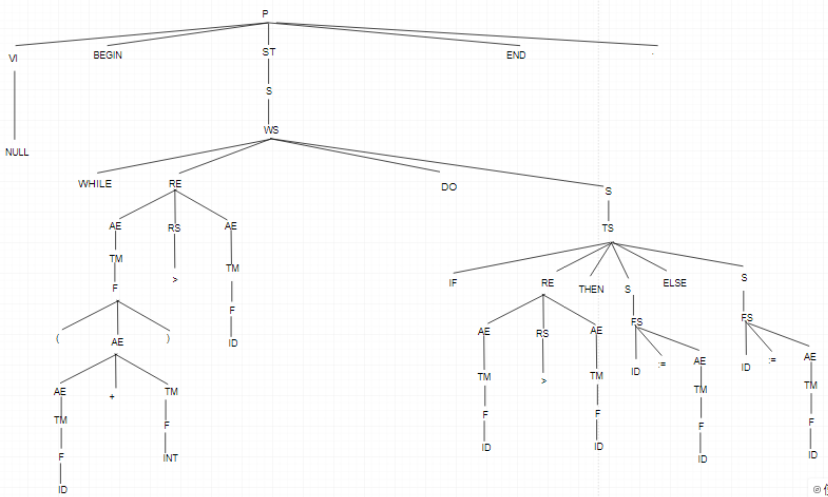 P
VI BEGIN ST END .
S
NULL WS
WHILE RE DO S
AE RS AE TS
TM > TM IF RE THEN S ELSE S
F F AE RS AE FS FS
( AE ) ID TM > TM ID := AE ID := AE
AE + TM F F TM TM
TM F ID ID F F
F INT ID ID
ID